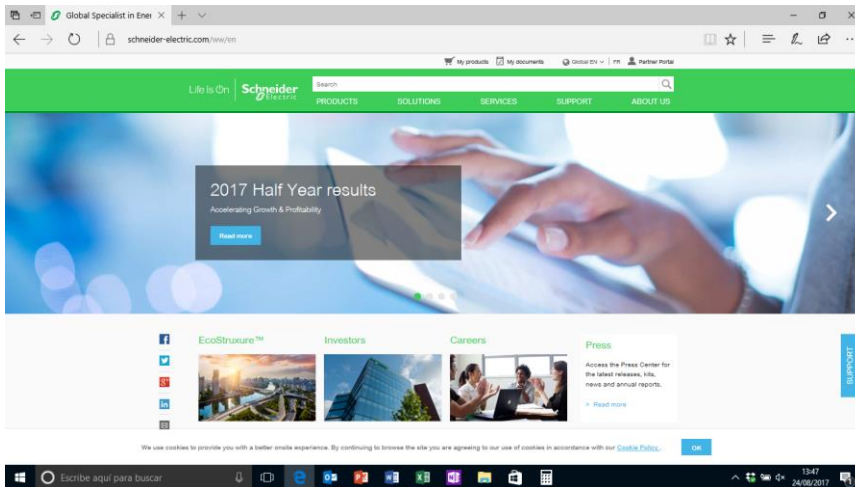 Global Specialist in Ener
schneider-electric.com/ww/en
My products My documents Global EN FR Partner Portal
Life Is On Schneider Electric
Search
PRODUCTS SOLUTIONS SERVICES SUPPORT ABOUT US
2017 Half Year results
Accelerating Growth & Profitability
Read more
EcoStruxure™ Investors Careers Press
Access the Press Center for
the latest releases, kits,
news and annual reports.
> Read more
SUPPORT
We use cookies to provide you with a better onsite experience. By continuing to browse the site you are agreeing to our use of cookies in accordance with our Cookie Policy. OK
Escribe aquí para buscar
13:47
24/08/2017